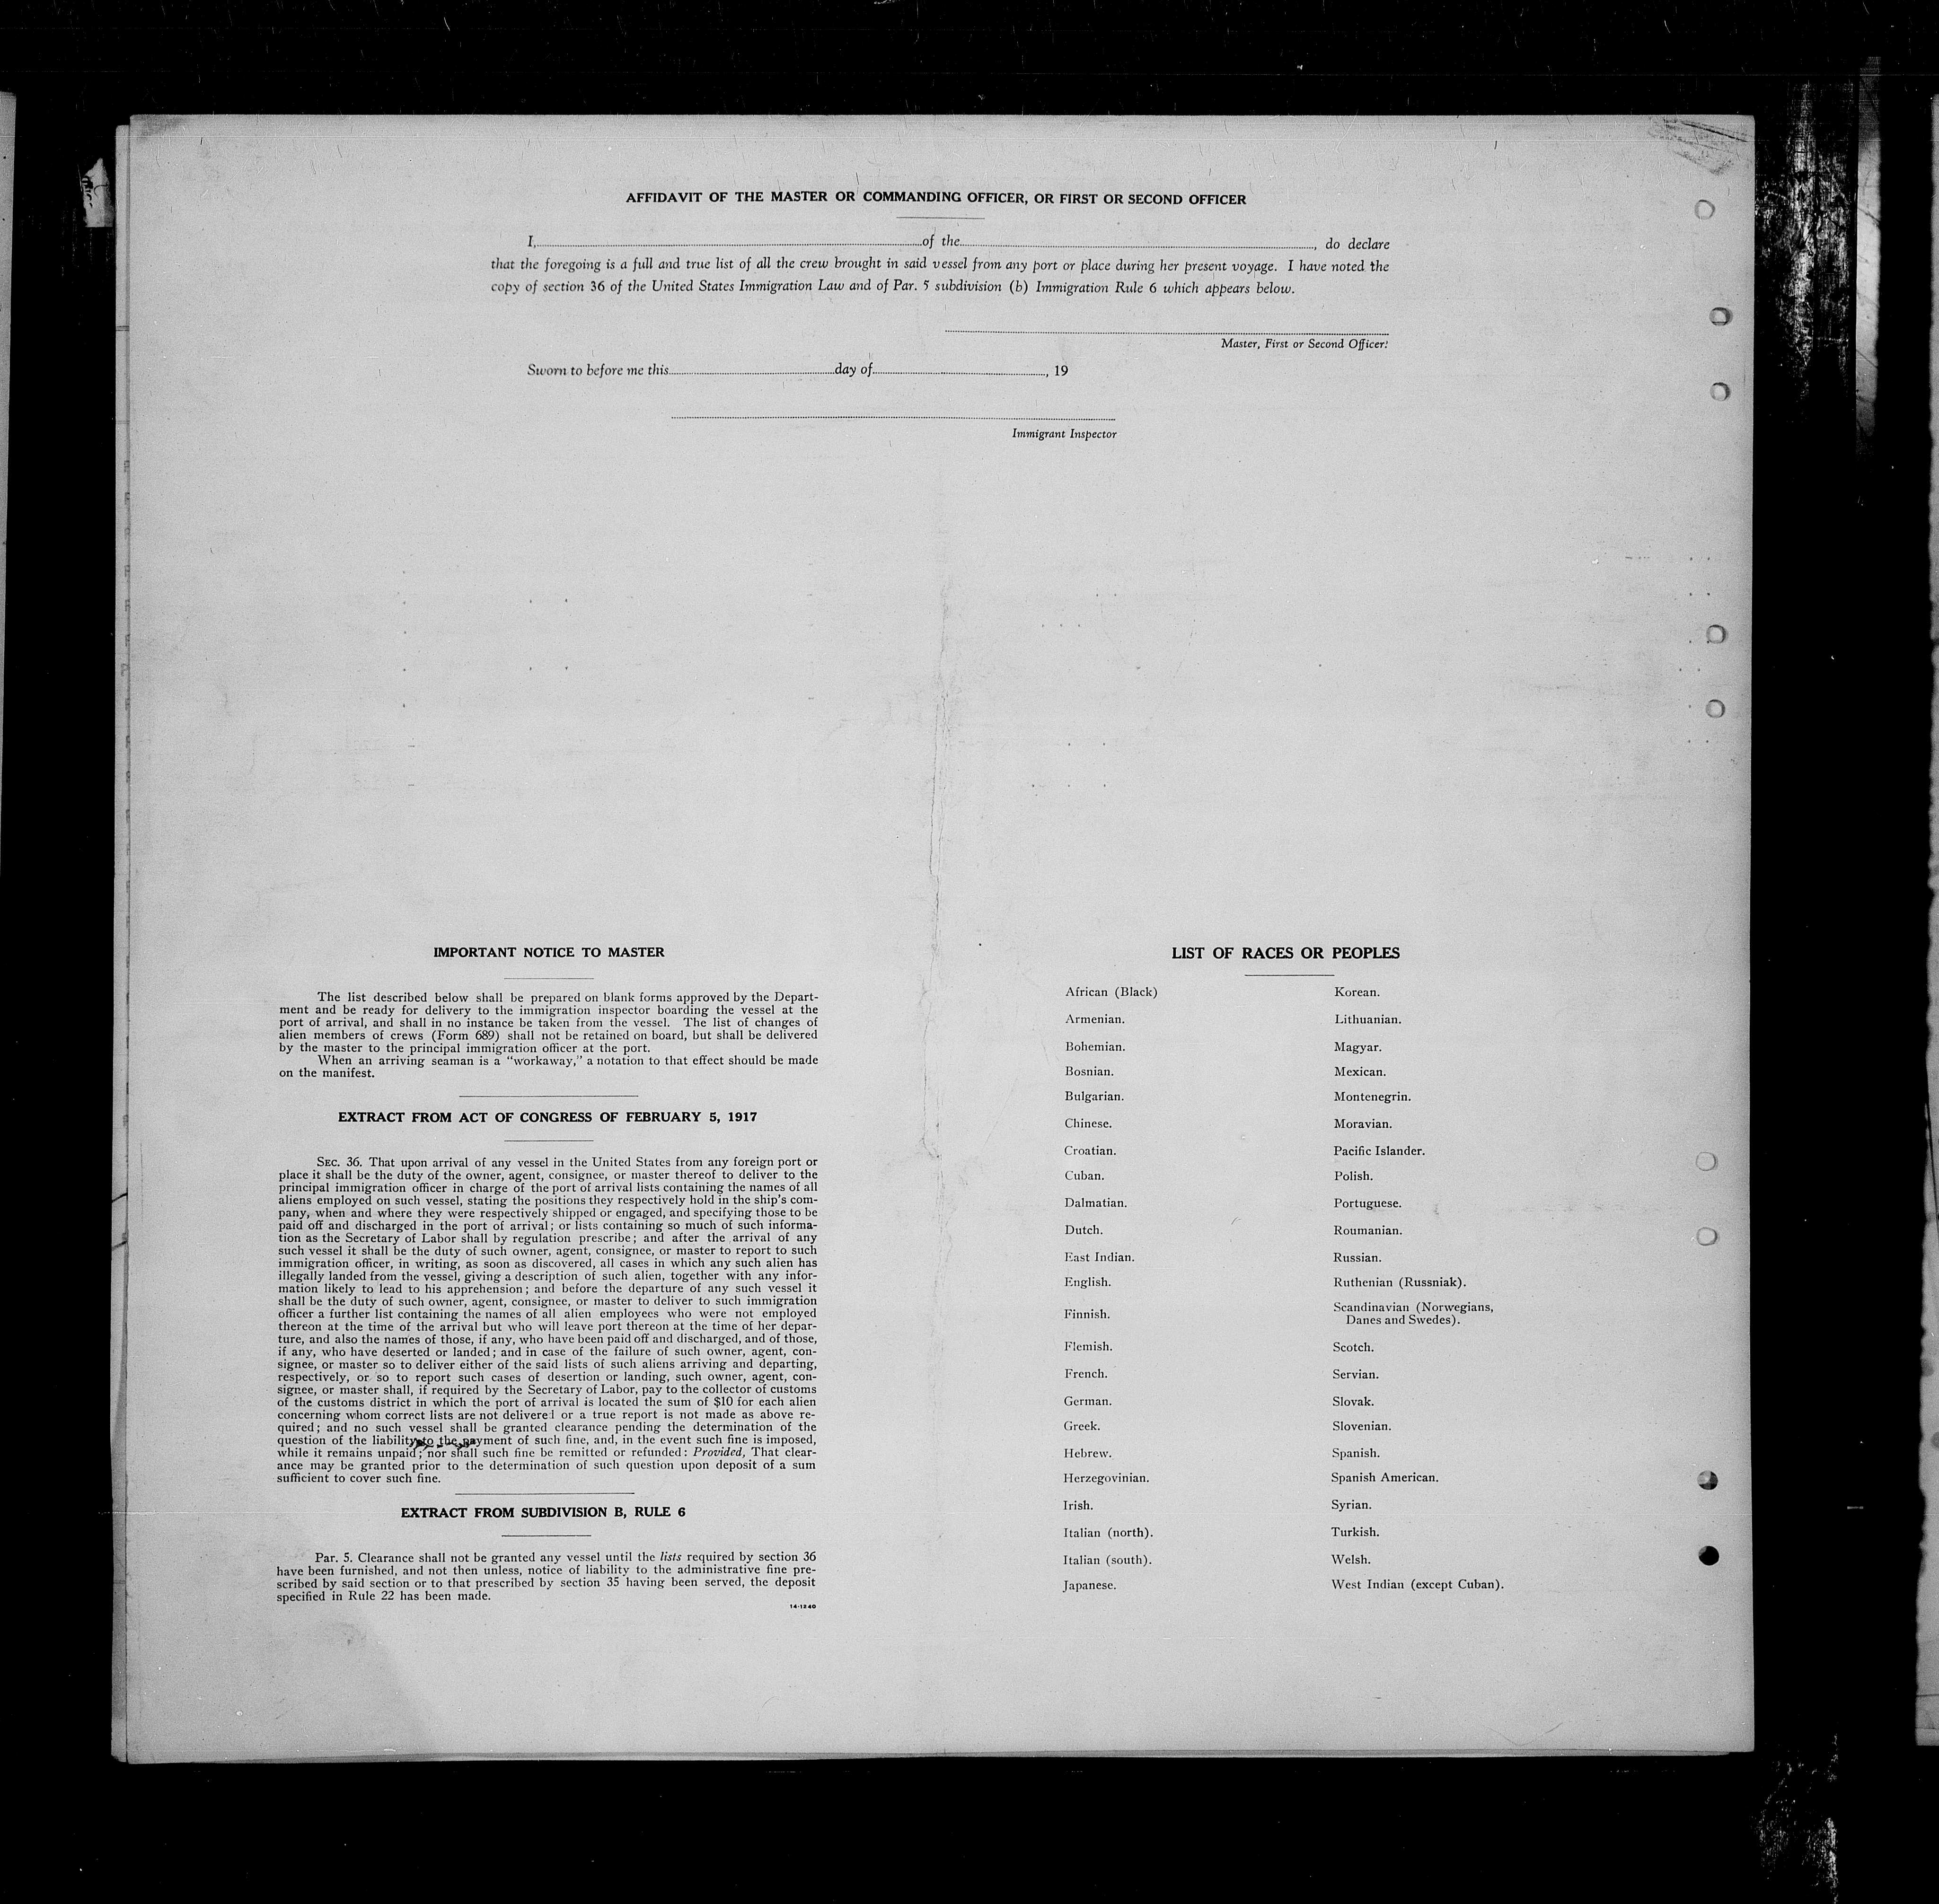 AFFIDAVIT OF THE MASTER OR COMMANDING OFFICER, OR FIRST OR SECOND OFFICER
I, of the , do declare
that the foregoing is a full and true list of all the crew brought in said vessel from any port or place during her present voyage. I have noted the
copy of section 36 of the United States Immigration Law and of Par. 5 subdivision (b) Immigration Rule 6 which appears below.
Master, First or Second Officer.
Sworn to before me this day of , 19
Immigrant Inspector
IMPORTANT NOTICE TO MASTER
The list described below shall be prepared on blank forms approved by the Depart-
ment and be ready for delivery to the immigration inspector boarding the vessel at the
port of arrival, and shall in no instance be taken from the vessel. The list of changes of
alien members of crews (Form 689) shall not be retained on board, but shall be delivered
by the master to the principal immigration officer at the port.
When an arriving seaman is a "workaway," a notation to that effect should be made
on the manifest.
EXTRACT FROM ACT OF CONGRESS OF FEBRUARY 5, 1917
SEC. 36. That upon arrival of any vessel in the United States from any foreign port or
place it shall be the duty of the owner, agent, consignee, or master thereof to deliver to the
principal immigration officer in charge of the port of arrival lists containing the names of all
aliens employed on such vessel, stating the positions they respectively hold in the ship's com-
pany, when and where they were respectively shipped or engaged, and specifying those to be
paid off and discharged in the port of arrival; or lists containing so much of such informa-
tion as the Secretary of Labor shall by regulation prescribe; and after the arrival of any
such vessel it shall be the duty of such owner, agent, consignee, or master to report to such
immigration officer, in writing, as soon as discovered, all cases in which any such alien has
illegally landed from the vessel, giving a description of such alien, together with any infor-
mation likely to lead to his apprehension; and before the departure of any such vessel it
shall be the duty of such owner, agent, consignee, or master to deliver to such immigration
officer a further list containing the names of all alien employees who were not employed
thereon at the time of the arrival but who will leave port thereon at the time of her depar-
ture, and also the names of those, if any, who have been paid off and discharged, and of those,
if any, who have deserted or landed; and in case of the failure of such owner, agent, con-
signee, or master so to deliver either of the said lists of such aliens arriving and departing,
respectively, or so to report such cases of desertion or landing, such owner, agent, con-
signee, or master shall, if required by the Secretary of Labor, pay to the collector of customs
of the customs district in which the port of arrival is located the sum of $10 for each alien
concerning whom correct lists are not delivered or a true report is not made as above re-
quired; and no such vessel shall be granted clearance pending the determination of the
question of the liability to the payment of such fine, and, in the event such fine is imposed,
while it remains unpaid; nor shall such fine be remitted or refunded: Provided, That clear-
ance may be granted prior to the determination of such question upon deposit of a sum
sufficient to cover such fine.
EXTRACT FROM SUBDIVISION B, RULE 6
Par. 5. Clearance shall not be granted any vessel until the lists required by section 36
have been furnished, and not then unless, notice of liability to the administrative fine pre-
scribed by said section or to that prescribed by section 35 having been served, the deposit
specified in Rule 22 has been made.
14-1240
LIST OF RACES OR PEOPLES
African (Black)
Armenian.
Bohemian.
Bosnian.
Bulgarian.
Chinese.
Croatian.
Cuban.
Dalmatian.
Dutch.
East Indian.
English.
Finnish.
Flemish.
French.
German.
Greek.
Hebrew.
Herzegovinian.
Irish.
Italian (north).
Italian (south).
Japanese.
Korean.
Lithuanian.
Magyar.
Mexican.
Montenegrin.
Moravian.
Pacific Islander.
Polish.
Portuguese.
Roumanian.
Russian.
Ruthenian (Russniak).
Scandinavian (Norwegians,
Danes and Swedes).
Scotch.
Servian.
Slovak.
Slovenian.
Spanish.
Spanish American.
Syrian.
Turkish.
Welsh.
West Indian (except Cuban).